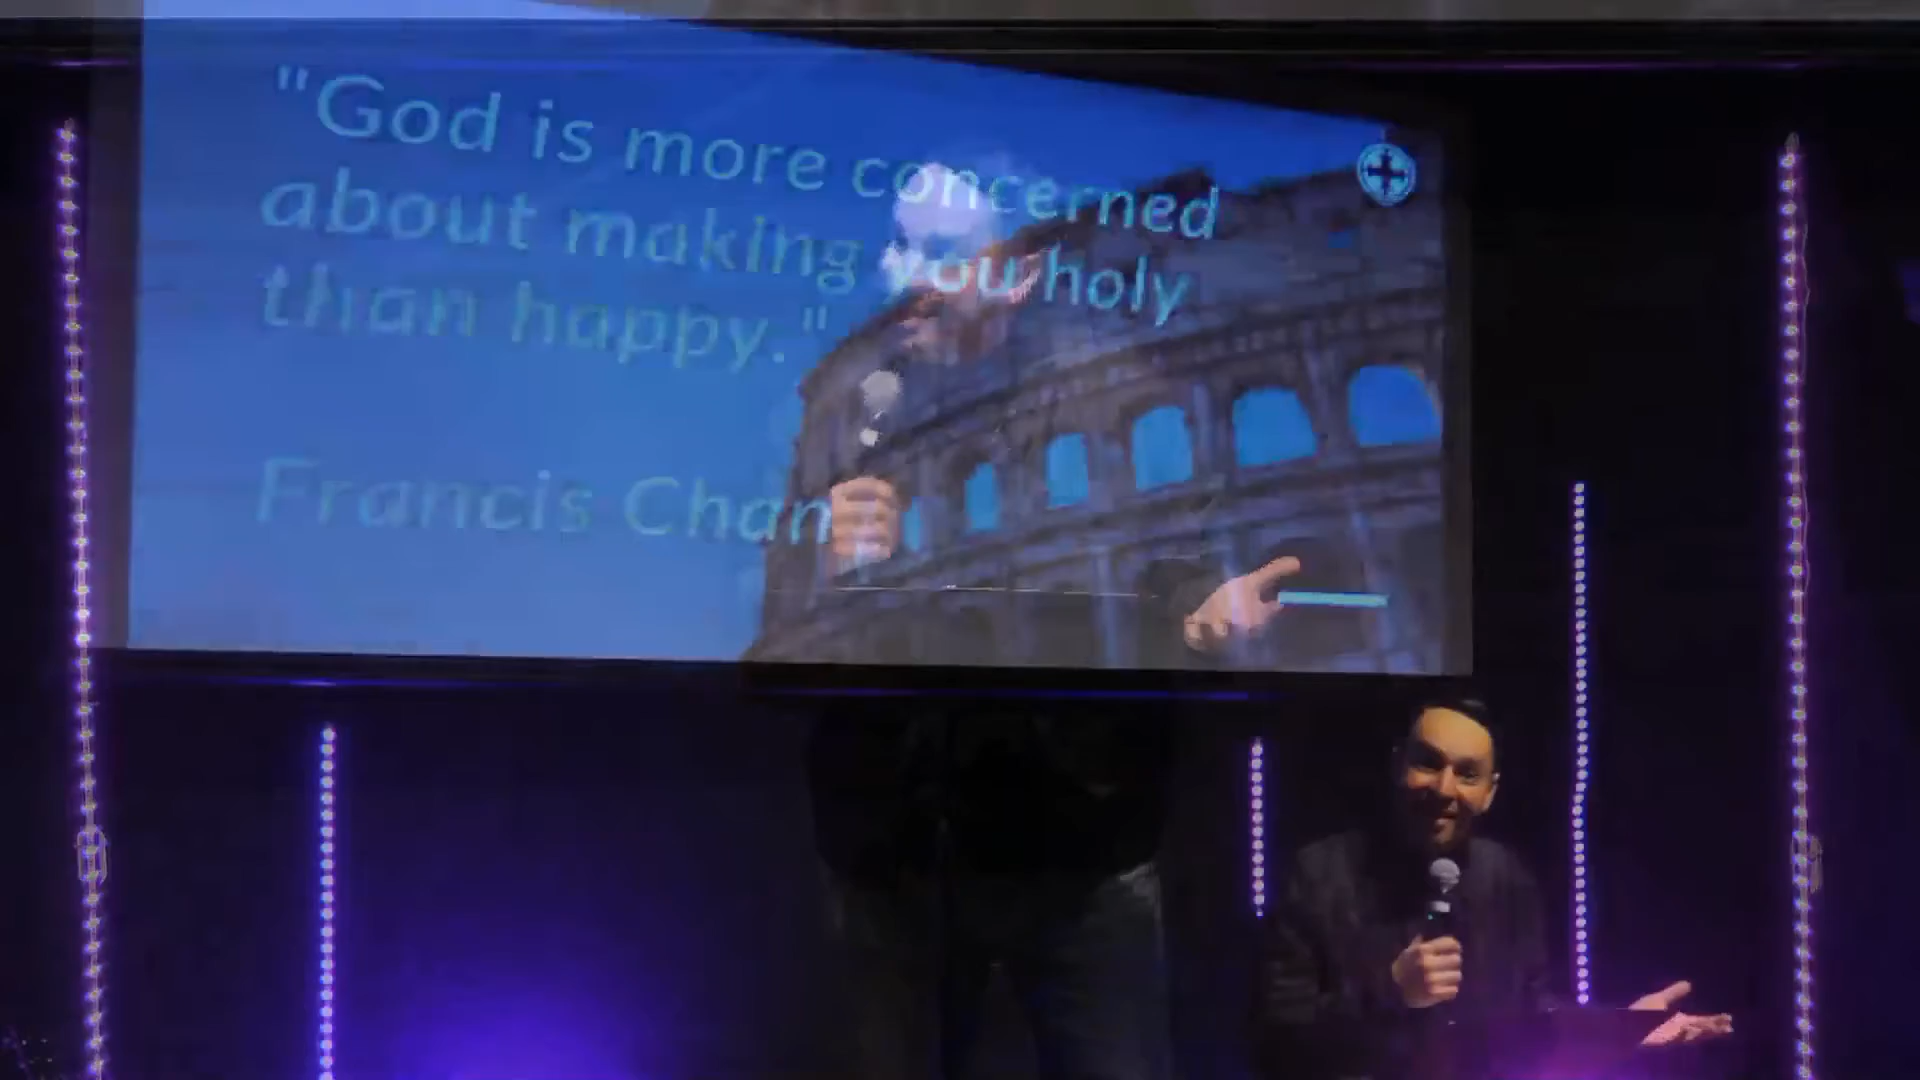 "God is more concerned
about making you holy
than happy."
Francis Chan